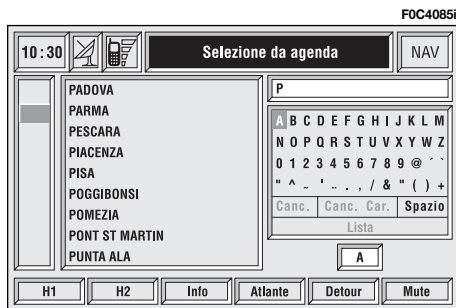 F0C4085i
10:30 Selezione da agenda NAV
PADOVA
PARMA
PESCARA
PIACENZA
PISA
POGGIBONSI
POMEZIA
PONT ST MARTIN
PUNTA ALA
P
A B C D E F G H I J K L M
N O P Q R S T U V X Y W Z
0 1 2 3 4 5 6 7 8 9 @ ´ `
" ^ ~ ' .. . , / & " ( ) +
Canc. Canc. Car. Spazio
Lista
A
H1 H2 Info Atlante Detour Mute